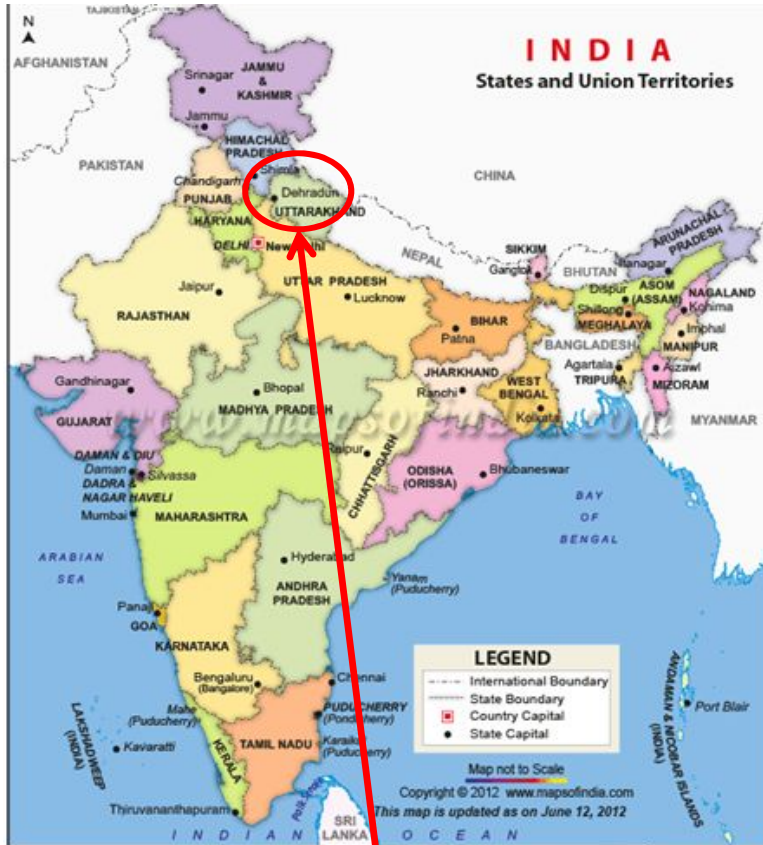 TAJIKISTAN
N
AFGHANISTAN
INDIA
States and Union Territories
JAMMU
&
KASHMIR
Srinagar
Jammu
HIMACHAL
PRADESH
PAKISTAN
Shimla
CHINA
Chandigarh
PUNJAB
Dehradun
UTTARAKHAND
HARYANA
DELHI
New Delhi
NEPAL
SIKKIM
Gangtok
BHUTAN
ARUNACHAL
PRADESH
Itanagar
Dispur
ASOM
(ASSAM)
NAGALAND
Kohima
Shillong
MEGHALAYA
Imphal
MANIPUR
BANGLADESH
Agartala
TRIPURA
Aizawl
MIZORAM
MYANMAR
Jaipur
RAJASTHAN
UTTAR PRADESH
Lucknow
BIHAR
Patna
JHARKHAND
Ranchi
WEST
BENGAL
Kolkata
Gandhinagar
GUJARAT
Bhopal
MADHYA PRADESH
www.mapsofindia.com
Raipur
CHHATTISGARH
ODISHA
(ORISSA)
Bhubaneswar
DAMAN & DIU
Daman
Silvassa
DADRA &
NAGAR HAVELI
Mumbai
MAHARASHTRA
BAY
OF
BENGAL
ARABIAN
SEA
Hyderabad
ANDHRA
PRADESH
Yanam
(Puducherry)
Panaji
GOA
KARNATAKA
Bengaluru
(Bangalore)
Chennai
Mahe
(Puducherry)
PUDUCHERRY
(Pondicherry)
Karaikal
(Puducherry)
TAMIL NADU
KERALA
LAKSHADWEEP
(INDIA)
Kavaratti
Thiruvananthapuram
Palk Strait
SRI
LANKA
INDIAN OCEAN
LEGEND
International Boundary
State Boundary
Country Capital
State Capital
ANDAMAN & NICOBAR ISLANDS
(INDIA)
Port Blair
Map not to Scale
Copyright © 2012 www.mapsofindia.com
This map is updated as on June 12, 2012